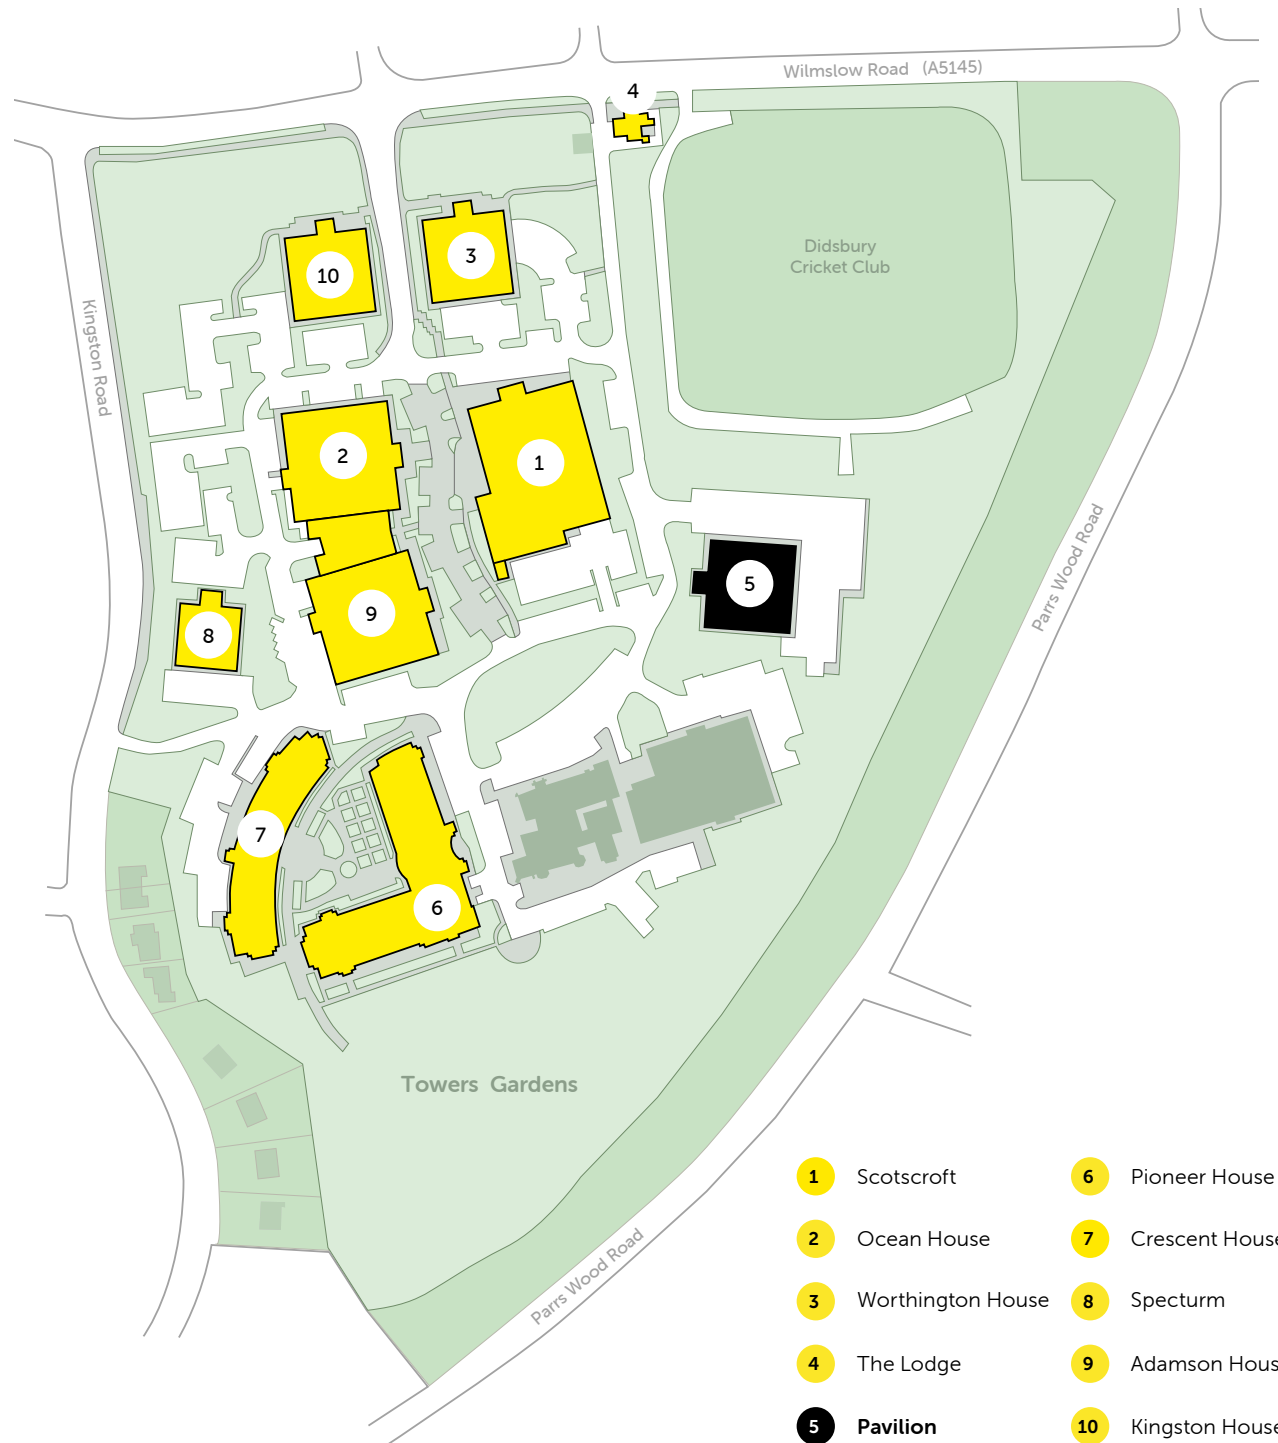 Wilmslow Road (A5145)
4
Didsbury
Cricket Club
3
10
Kingston Road
2
1
Parrs Wood Road
5
9
8
7
6
Towers Gardens
Parrs Wood Road
1 Scotscroft
2 Ocean House
3 Worthington House
4 The Lodge
5 Pavilion
6 Pioneer House
7 Crescent House
8 Specturm
9 Adamson Hous
10 Kingston House